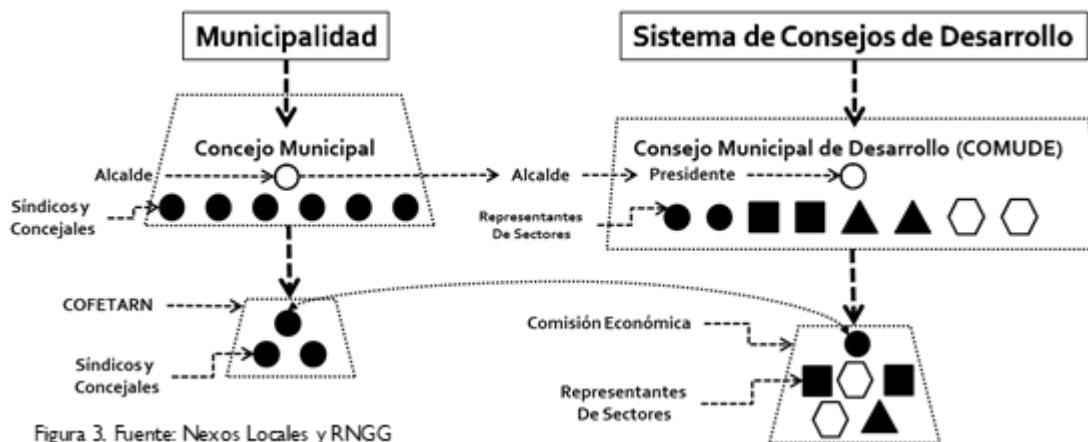 Municipalidad
Sistema de Consejos de Desarrollo
Concejo Municipal
Alcalde
Síndicos y
Concejales
Consejo Municipal de Desarrollo (COMUDE)
Alcalde
Presidente
Representantes
De Sectores
COFETARN
Síndicos y
Concejales
Comisión Económica
Representantes
De Sectores
Figura 3. Fuente: Nexos Locales y RNGG